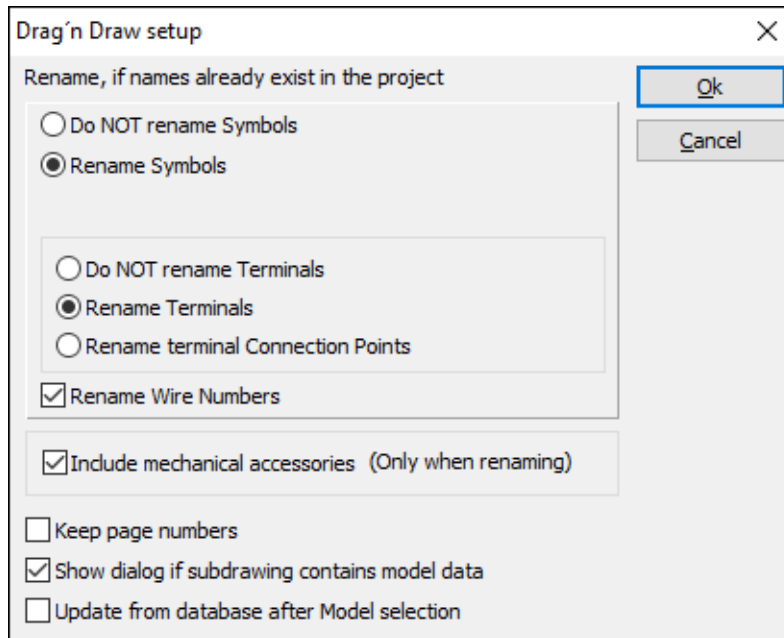 Drag´n Draw setup
Rename, if names already exist in the project
Ok
Do NOT rename Symbols
Cancel
Rename Symbols
Do NOT rename Terminals
Rename Terminals
Rename terminal Connection Points
Rename Wire Numbers
Include mechanical accessories (Only when renaming)
Keep page numbers
Show dialog if subdrawing contains model data
Update from database after Model selection